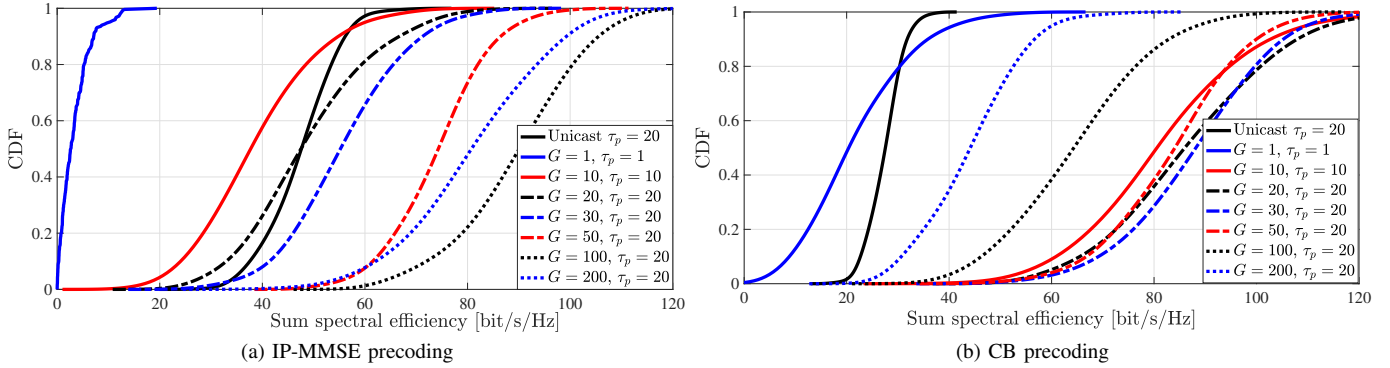 1
0.8
0.6
0.4
0.2
0
CDF
0 20 40 60 80 100 120
Sum spectral efficiency [bit/s/Hz]
Unicast τp = 20
G = 1, τp = 1
G = 10, τp = 10
G = 20, τp = 20
G = 30, τp = 20
G = 50, τp = 20
G = 100, τp = 20
G = 200, τp = 20
(a) IP-MMSE precoding
1
0.8
0.6
0.4
0.2
0
CDF
0 20 40 60 80 100 120
Sum spectral efficiency [bit/s/Hz]
Unicast τp = 20
G = 1, τp = 1
G = 10, τp = 10
G = 20, τp = 20
G = 30, τp = 20
G = 50, τp = 20
G = 100, τp = 20
G = 200, τp = 20
(b) CB precoding